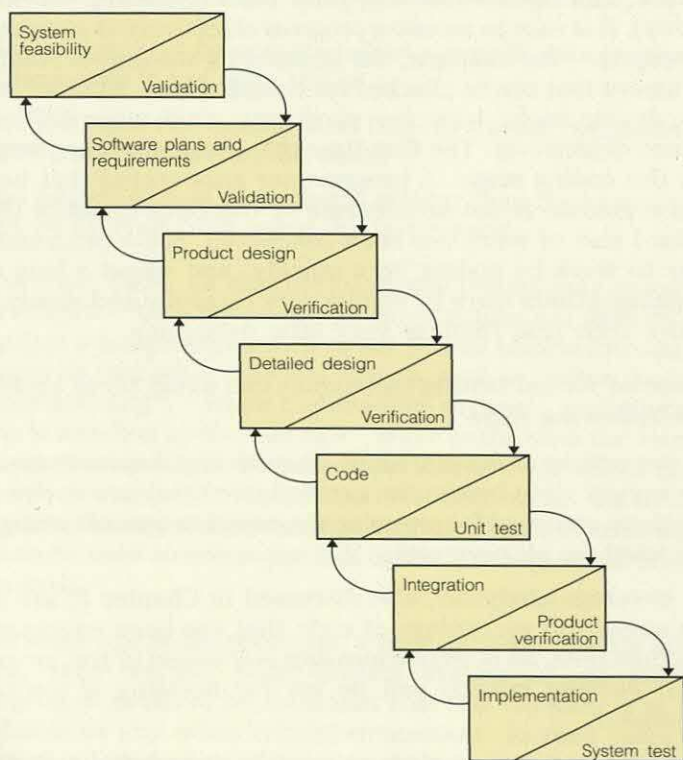 System
feasibility
Validation
Software plans and
requirements
Validation
Product design
Verification
Detailed design
Verification
Code
Unit test
Integration
Product
verification
Implementation
System test